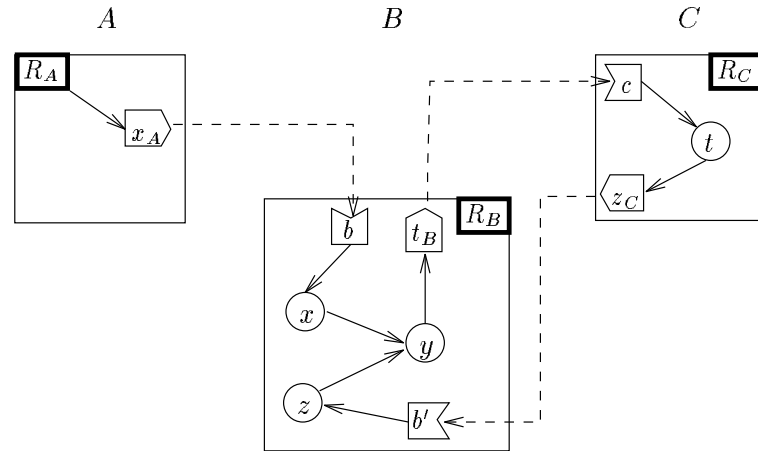 A B C
R_A R_C
c
x_A t
z_C
b t_B R_B
x
y
z
b'